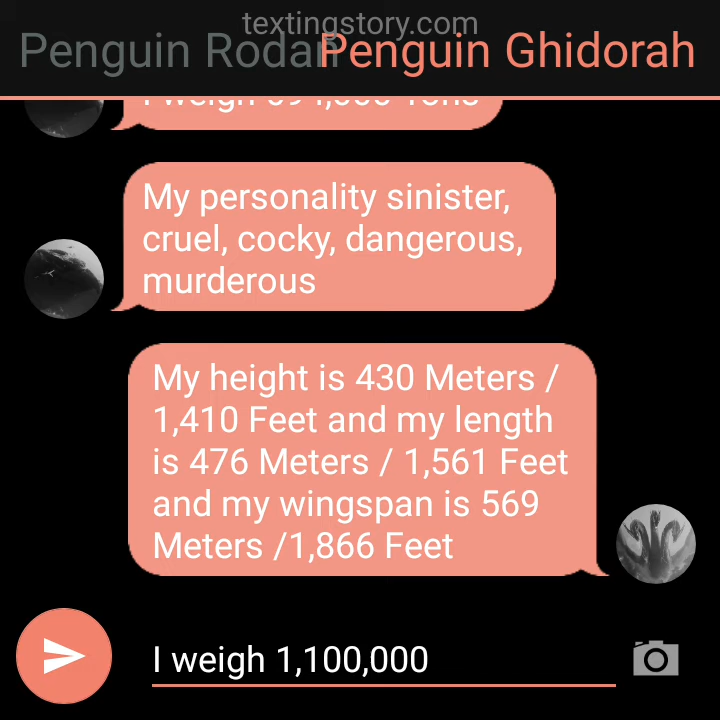 textingstory.com
Penguin Rodan Penguin Ghidorah
I weigh
Tons
My personality sinister,
cruel, cocky, dangerous,
murderous
My height is 430 Meters /
1,410 Feet and my length
is 476 Meters / 1,561 Feet
and my wingspan is 569
Meters /1,866 Feet
I weigh 1,100,000